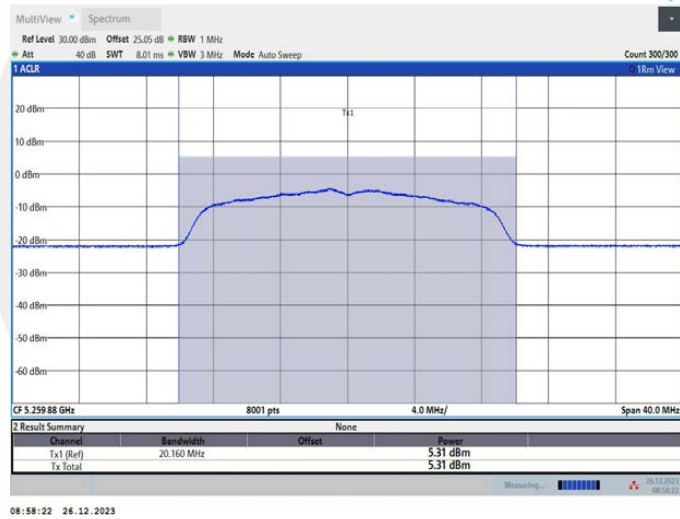 MultiView Spectrum
Ref Level 30.00 dBm Offset 25.05 dB RBW 1 MHz
Att 40 dB SWT 8.01 ms VBW 3 MHz Mode Auto Sweep Count 300/300
1 ACLR 1Rm View
20 dBm
Tx1
10 dBm
0 dBm
-10 dBm
-20 dBm
-30 dBm
-40 dBm
-50 dBm
-60 dBm
CF 5.259 88 GHz 8001 pts 4.0 MHz/ Span 40.0 MHz
2 Result Summary None
Channel Bandwidth Offset Power
Tx1 (Ref) 20.160 MHz 5.31 dBm
Tx Total 5.31 dBm
Measuring... 26.12.2023
08:58:22
08:58:22 26.12.2023